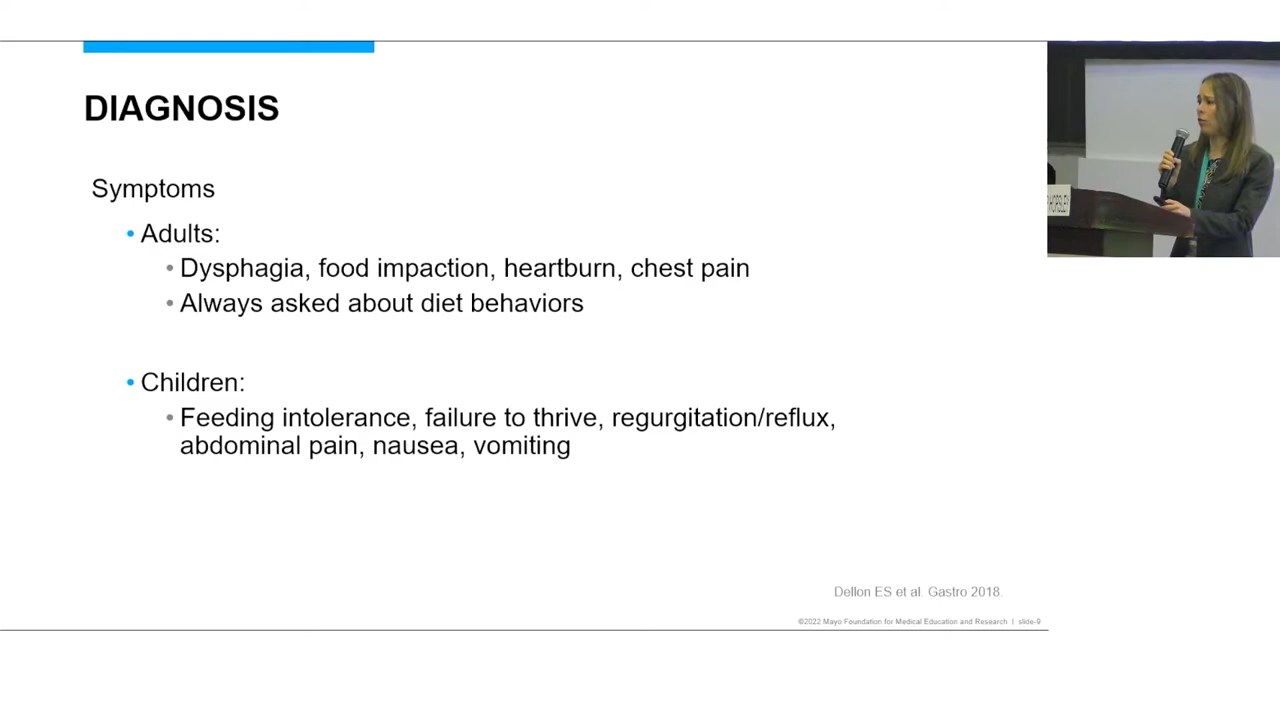 DIAGNOSIS
Symptoms
• Adults:
• Dysphagia, food impaction, heartburn, chest pain
• Always asked about diet behaviors
• Children:
• Feeding intolerance, failure to thrive, regurgitation/reflux,
abdominal pain, nausea, vomiting
HORSLEY
Dellon ES et al. Gastro 2018.
©2022 Mayo Foundation for Medical Education and Research | slide-9